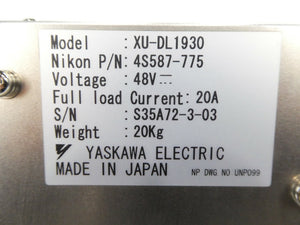 Model : XU-DL1930
Nikon P/N: 4S587-775
Voltage : 48V⎓
Full load Current: 20A
S/N : S35A72-3-03
Weight : 20Kg
YASKAWA ELECTRIC
MADE IN JAPAN NP DWG NO UNP099